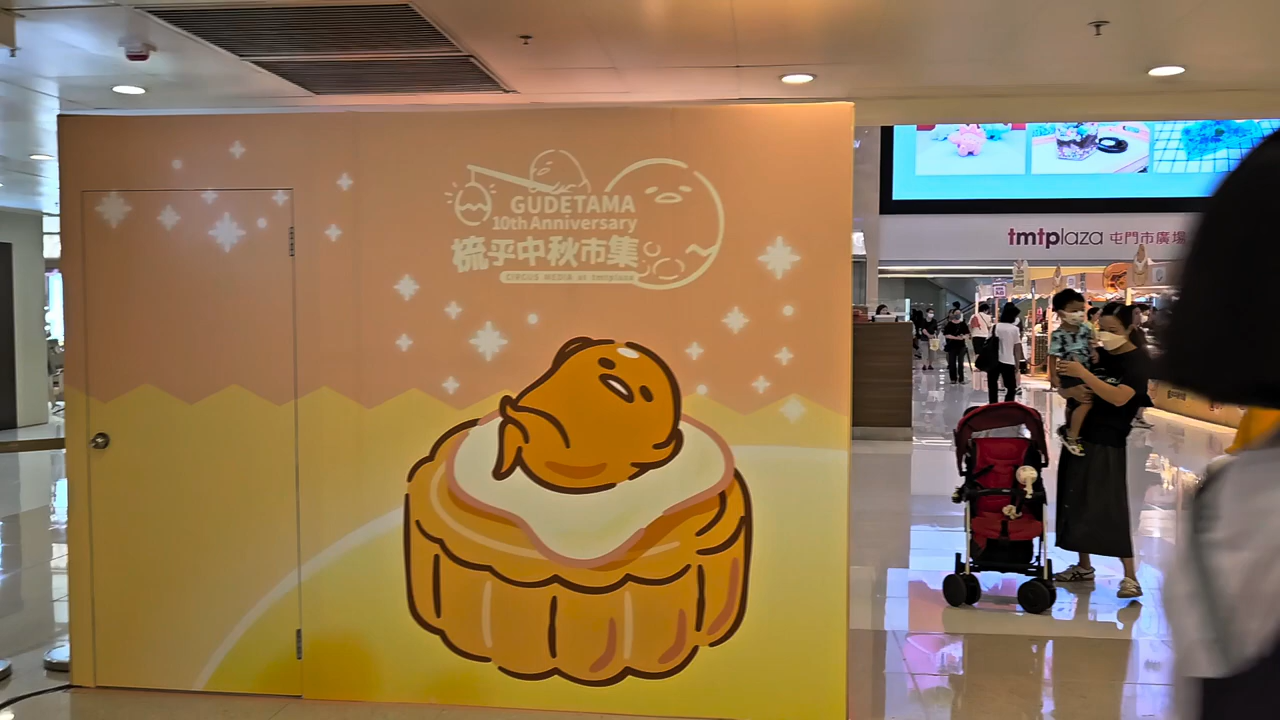 GUDETAMA
10th Anniversary
梳乎中秋市集
CIRCUS MEDIA at tmtplaza
tmtplaza 屯門市廣場